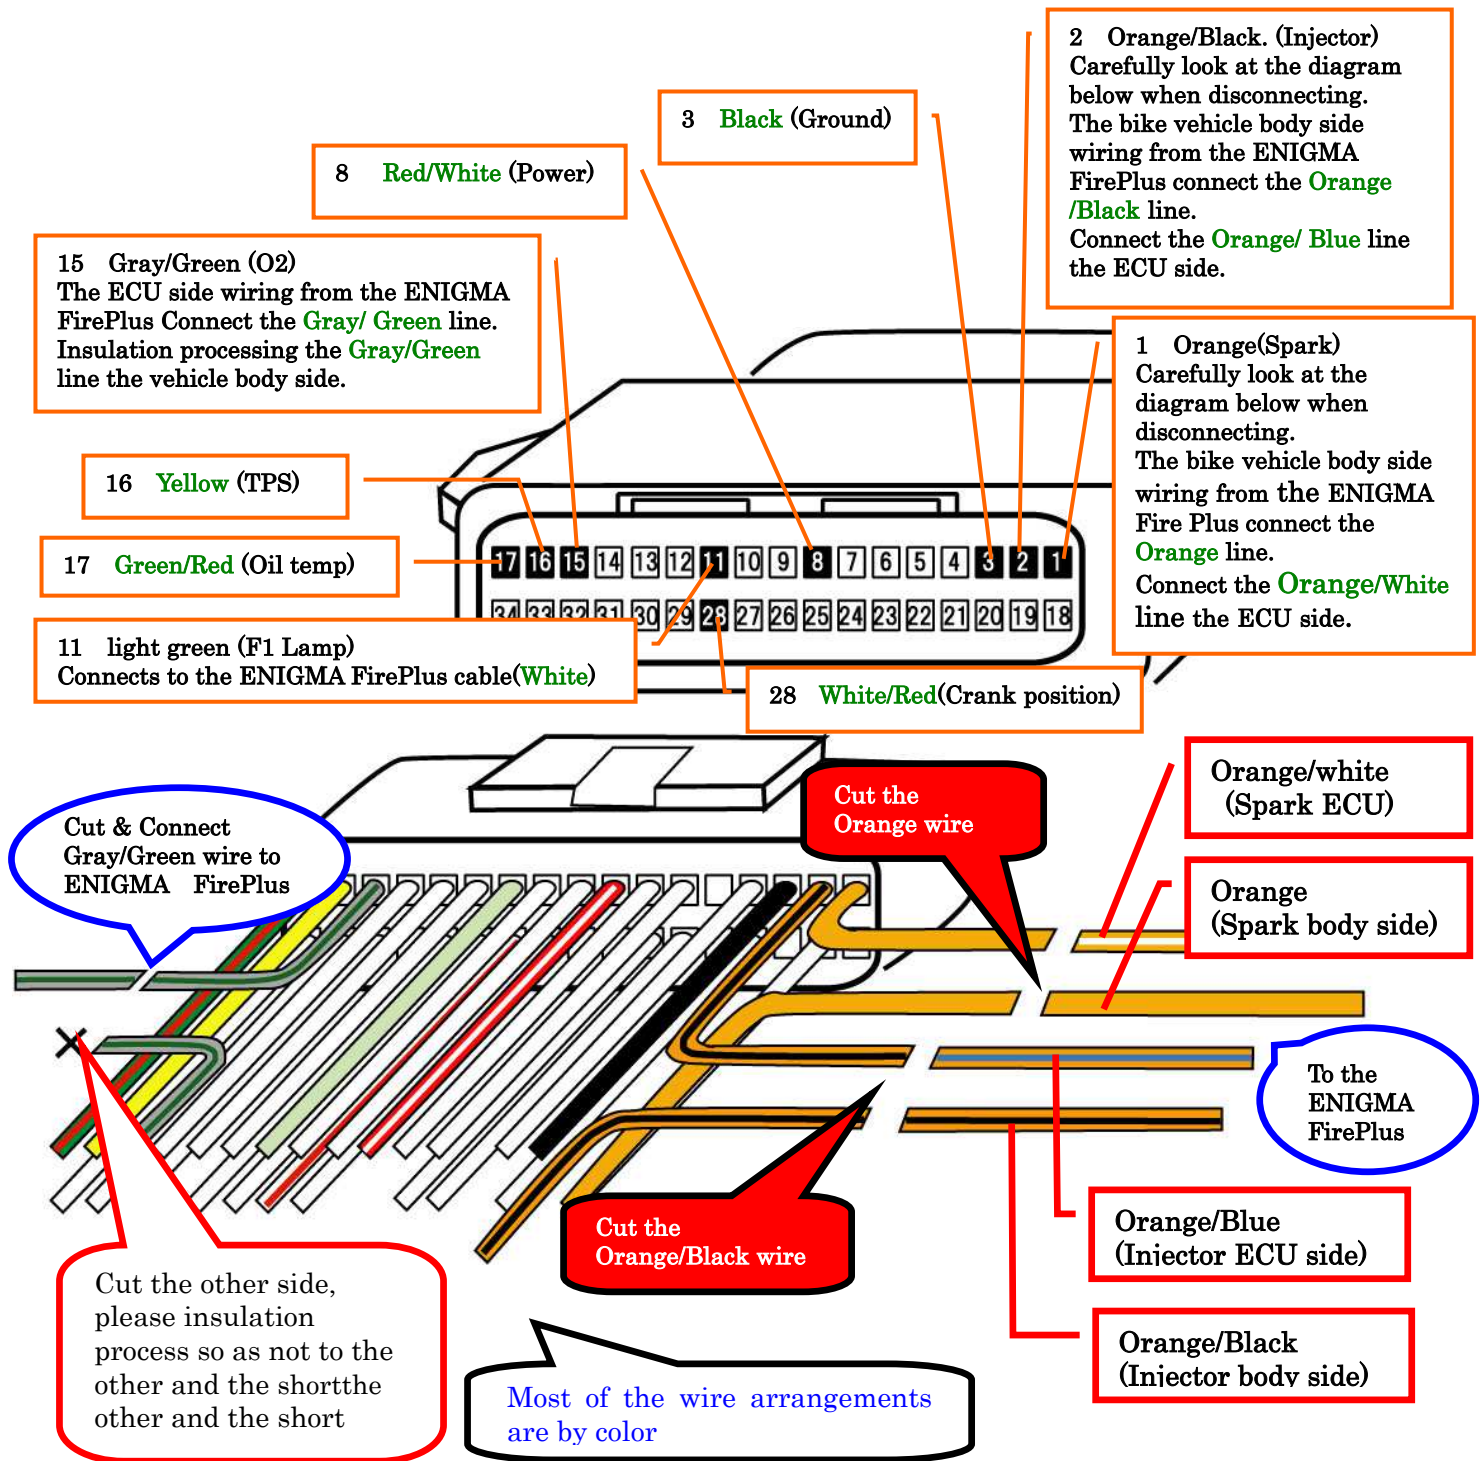 2 Orange/Black. (Injector)
Carefully look at the diagram
below when disconnecting.
The bike vehicle body side
wiring from the ENIGMA
FirePlus connect the Orange
/Black line.
Connect the Orange/ Blue line
the ECU side.
3 Black (Ground)
8 Red/White (Power)
15 Gray/Green (O2)
The ECU side wiring from the ENIGMA
FirePlus Connect the Gray/ Green line.
Insulation processing the Gray/Green
line the vehicle body side.
1 Orange(Spark)
Carefully look at the
diagram below when
disconnecting.
The bike vehicle body side
wiring from the ENIGMA
Fire Plus connect the
Orange line.
Connect the Orange/White
line the ECU side.
16 Yellow (TPS)
17 Green/Red (Oil temp)
17 16 15 14 13 12 11 10 9 8 7 6 5 4 3 2 1
34 33 32 31 30 29 28 27 26 25 24 23 22 21 20 19 18
11 light green (F1 Lamp)
Connects to the ENIGMA FirePlus cable(White)
28 White/Red(Crank position)
Cut the
Orange wire
Orange/white
(Spark ECU)
Cut & Connect
Gray/Green wire to
ENIGMA FirePlus
Orange
(Spark body side)
To the
ENIGMA
FirePlus
Cut the
Orange/Black wire
Orange/Blue
(Injector ECU side)
Cut the other side,
please insulation
process so as not to the
other and the shortthe
other and the short
Orange/Black
(Injector body side)
Most of the wire arrangements
are by color